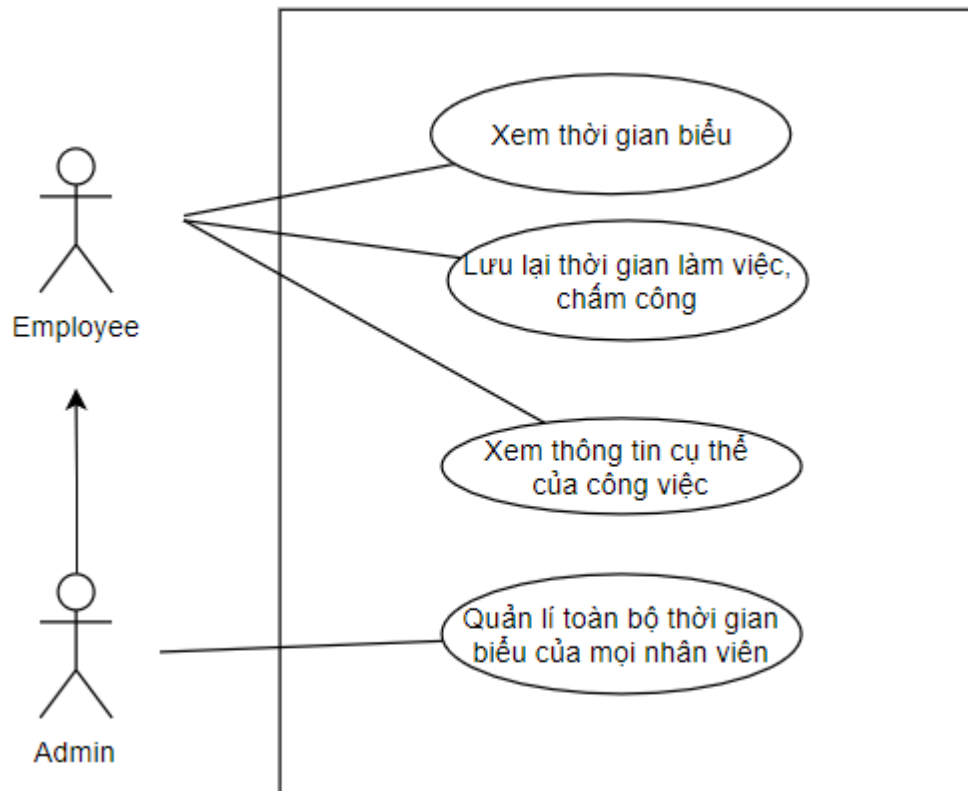 Xem thời gian biểu
Lưu lại thời gian làm việc,
chấm công
Employee
Xem thông tin cụ thể
của công việc
Quản lí toàn bộ thời gian
biểu của mọi nhân viên
Admin